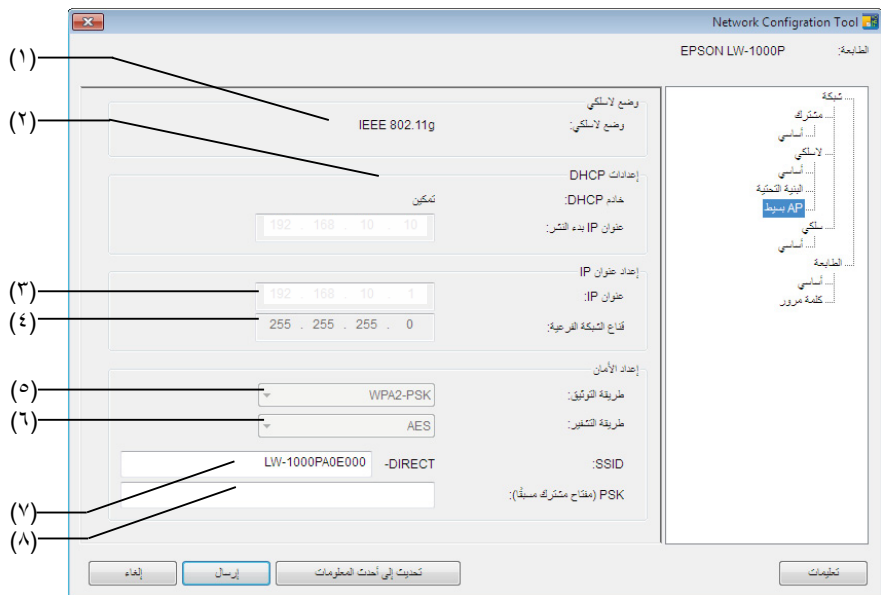 Network Configration Tool
الطابعة: EPSON LW-1000P
شبكة
مشترك
أساسي
لاسلكي
أساسي
البنية التحتية
AP بسيط
سلكي
أساسي
الطابعة
أساسي
كلمة مرور
وضع لاسلكي
(١)
وضع لاسلكي: IEEE 802.11g
(٢)
إعدادات DHCP
خادم DHCP: تمكين
عنوان IP بدء النشر: 192 . 168 . 10 . 10
إعداد عنوان IP
(٣)
عنوان IP: 192 . 168 . 10 . 1
(٤)
قناع الشبكة الفرعية: 255 . 255 . 255 . 0
إعداد الأمان
(٥)
طريقة التوثيق: WPA2-PSK
(٦)
طريقة التشفير: AES
SSID: DIRECT- LW-1000PA0E000
(٧)
PSK (مفتاح مشترك مسبقًا):
(٨)
تعليمات
تحديث إلى أحدث المعلومات
إرسال
إلغاء